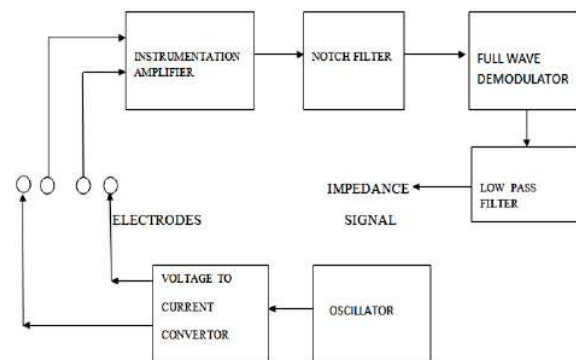 INSTRUMENTATION
AMPLIFIER
NOTCH FILTER
FULL WAVE
DEMODULATOR
LOW PASS
FILTER
IMPEDANCE
SIGNAL
ELECTRODES
VOLTAGE TO
CURRENT
CONVERTOR
OSCILLATOR